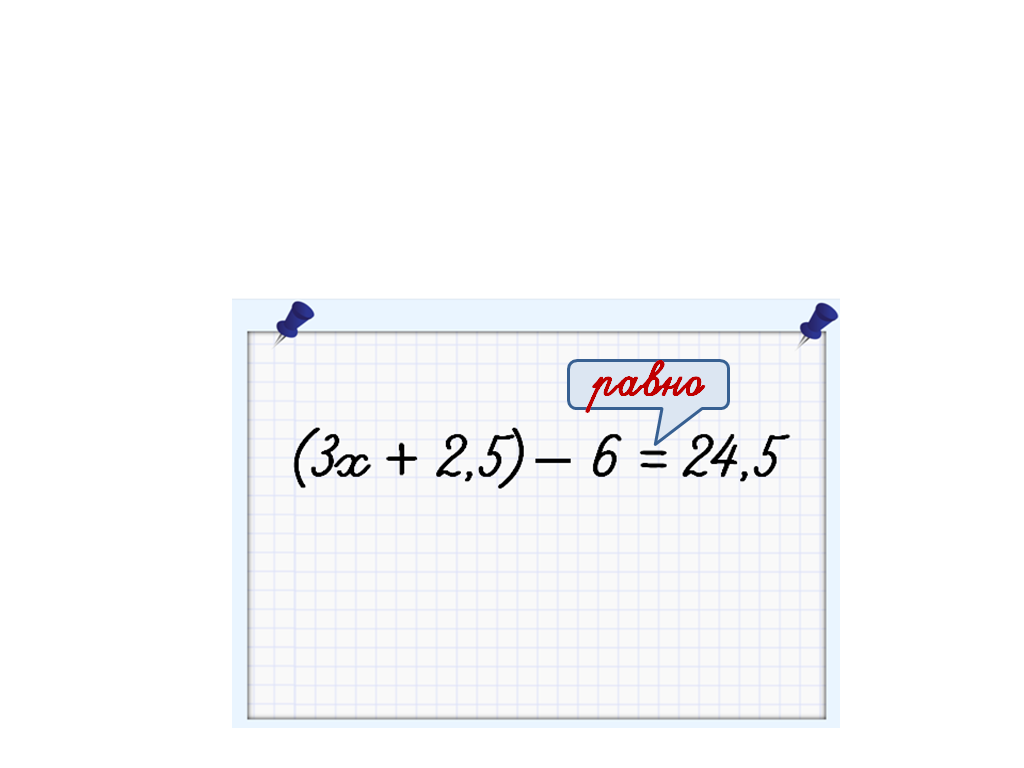 равно
(3x + 2,5) – 6 = 24,5